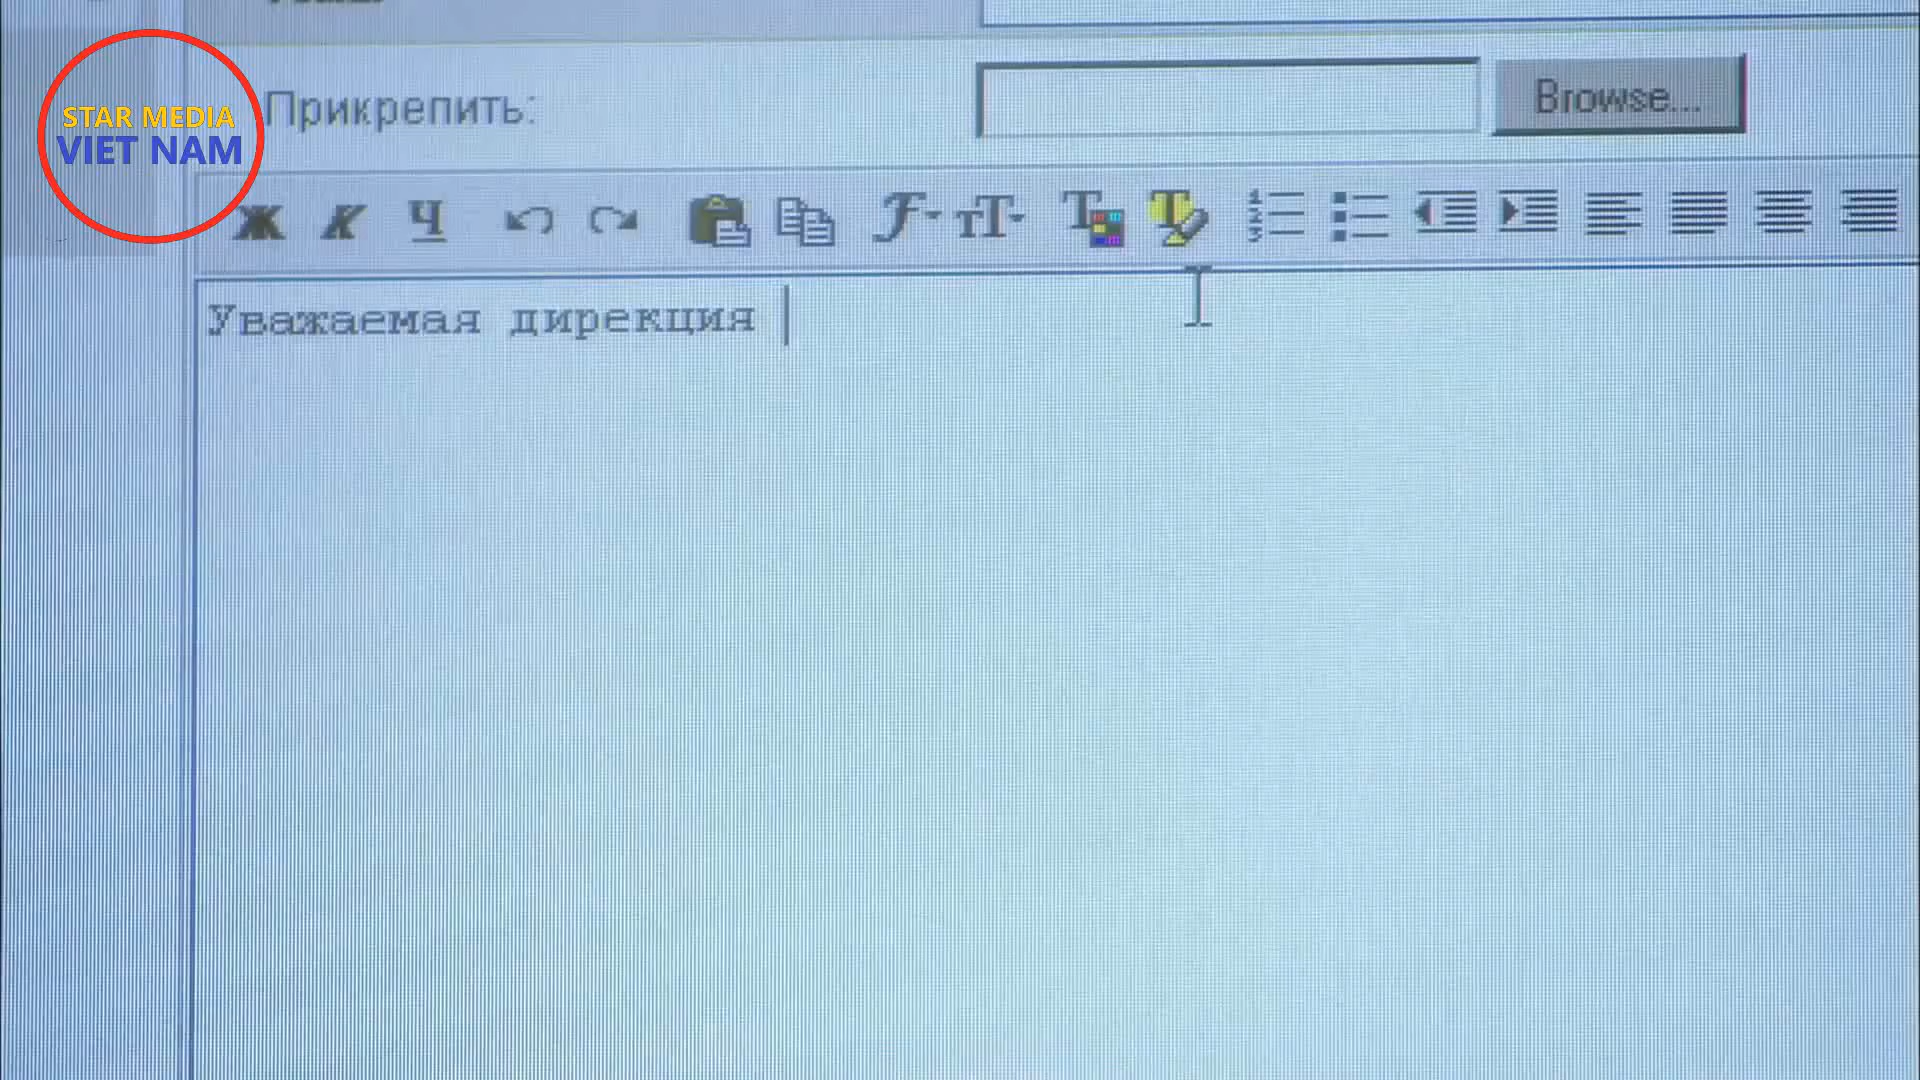 STAR MEDIA
VIET NAM
Прикрепить:
Browse...
Ж К Ч
Уважаемая дирекция